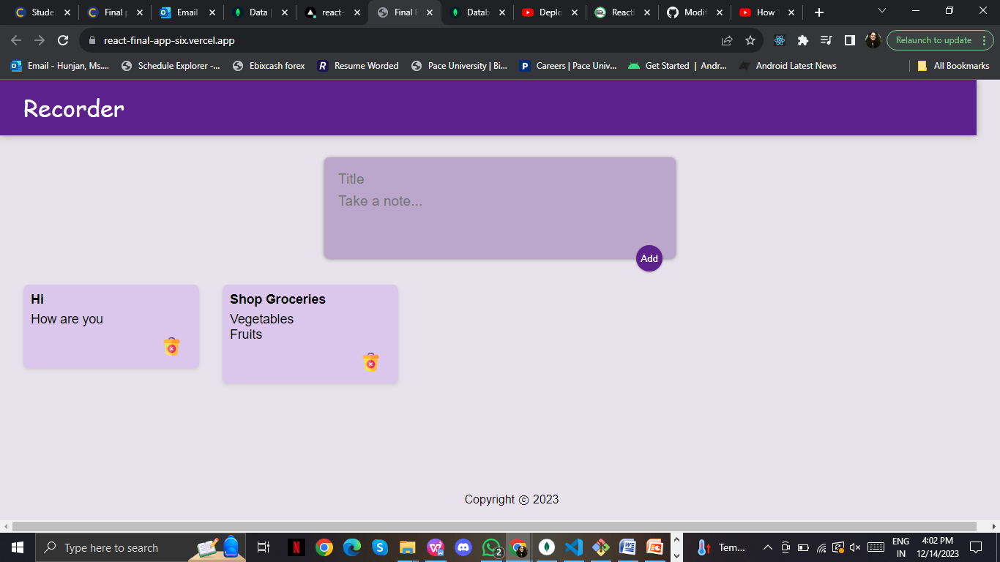 Stude
Final p
Email
Data |
react-
Final F
Datab
Deplo
ReactI
Modif
How T
react-final-app-six.vercel.app
Relaunch to update
Email - Hunjan, Ms....
Schedule Explorer -...
Ebixcash forex
R Resume Worded
Pace University | Bi...
P Careers | Pace Univ...
Get Started | Andr...
Android Latest News
All Bookmarks
Recorder
Title
Take a note...
Add
Hi
How are you
Shop Groceries
Vegetables
Fruits
Copyright ⓒ 2023
Type here to search
2
Tem...
ENG
IN
4:02 PM
12/14/2023